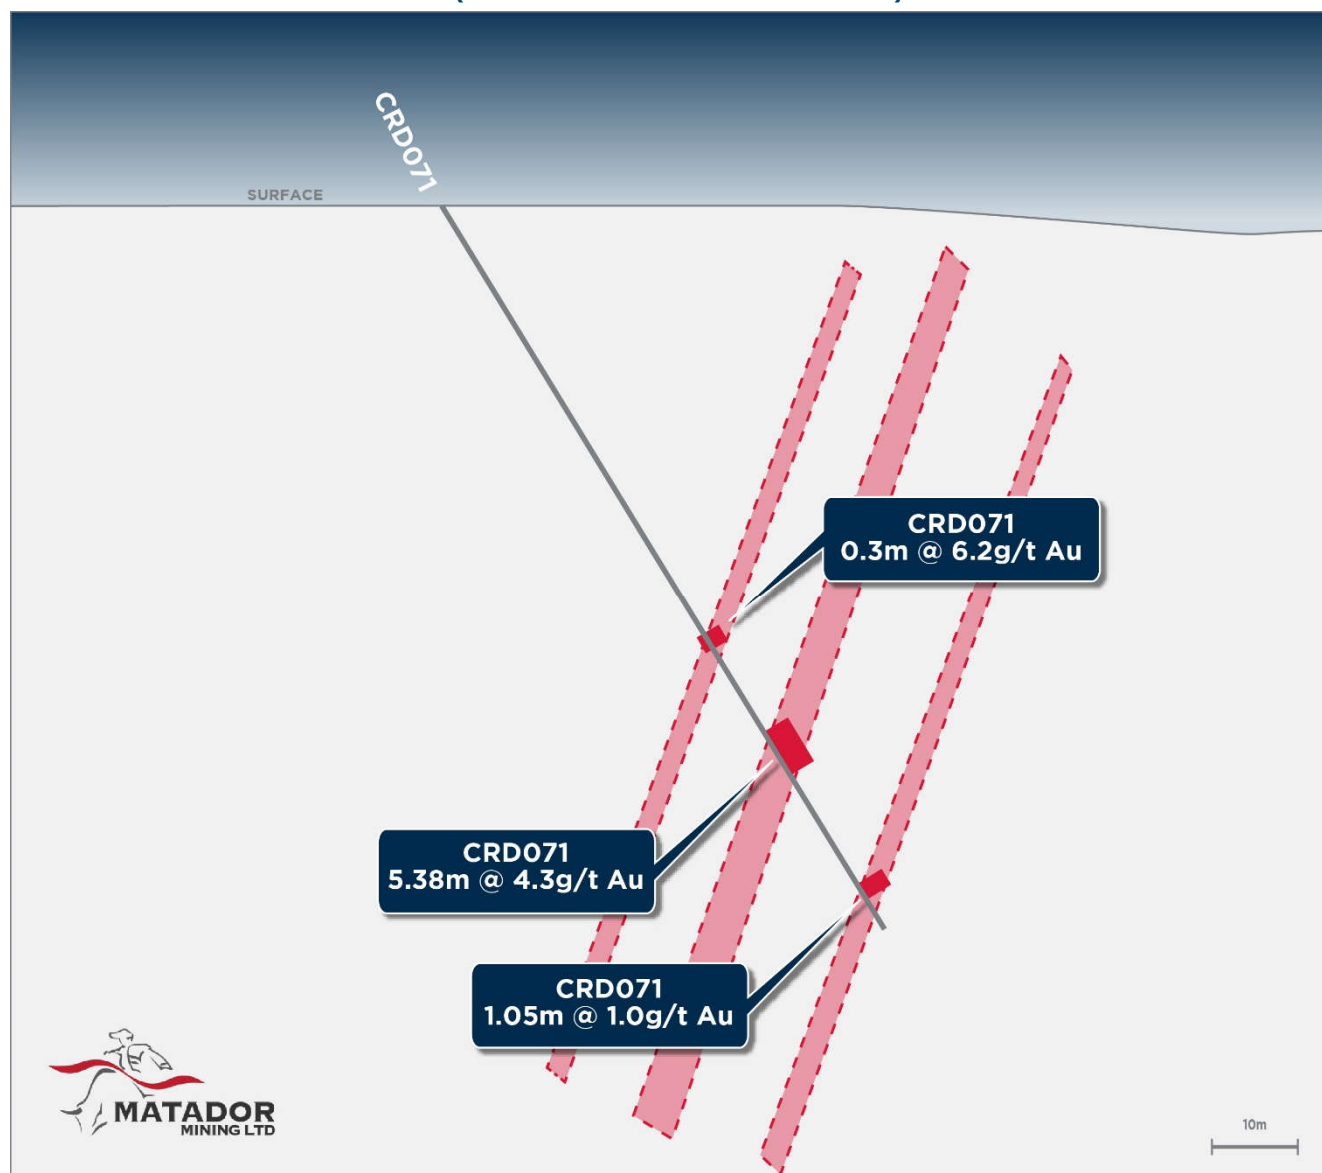 CRD071
SURFACE
CRD071
0.3m @ 6.2g/t Au
CRD071
5.38m @ 4.3g/t Au
CRD071
1.05m @ 1.0g/t Au
MATADOR
MINING LTD
10m